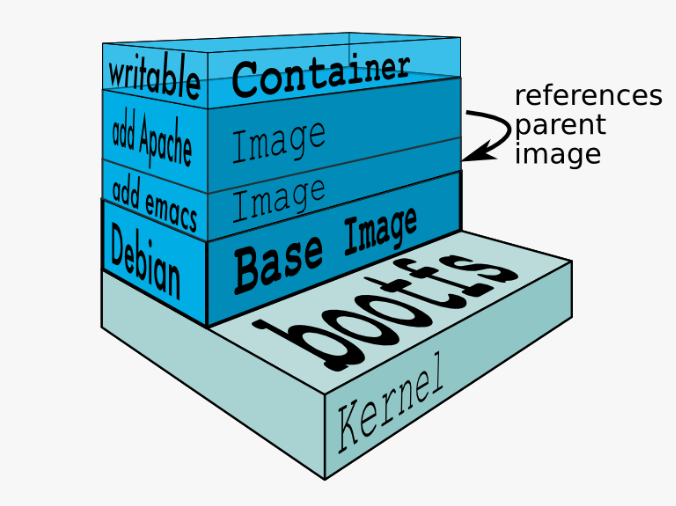 writable Container
add Apache Image
add emacs Image
Debian Base Image
bootfs
Kernel
references
parent
image